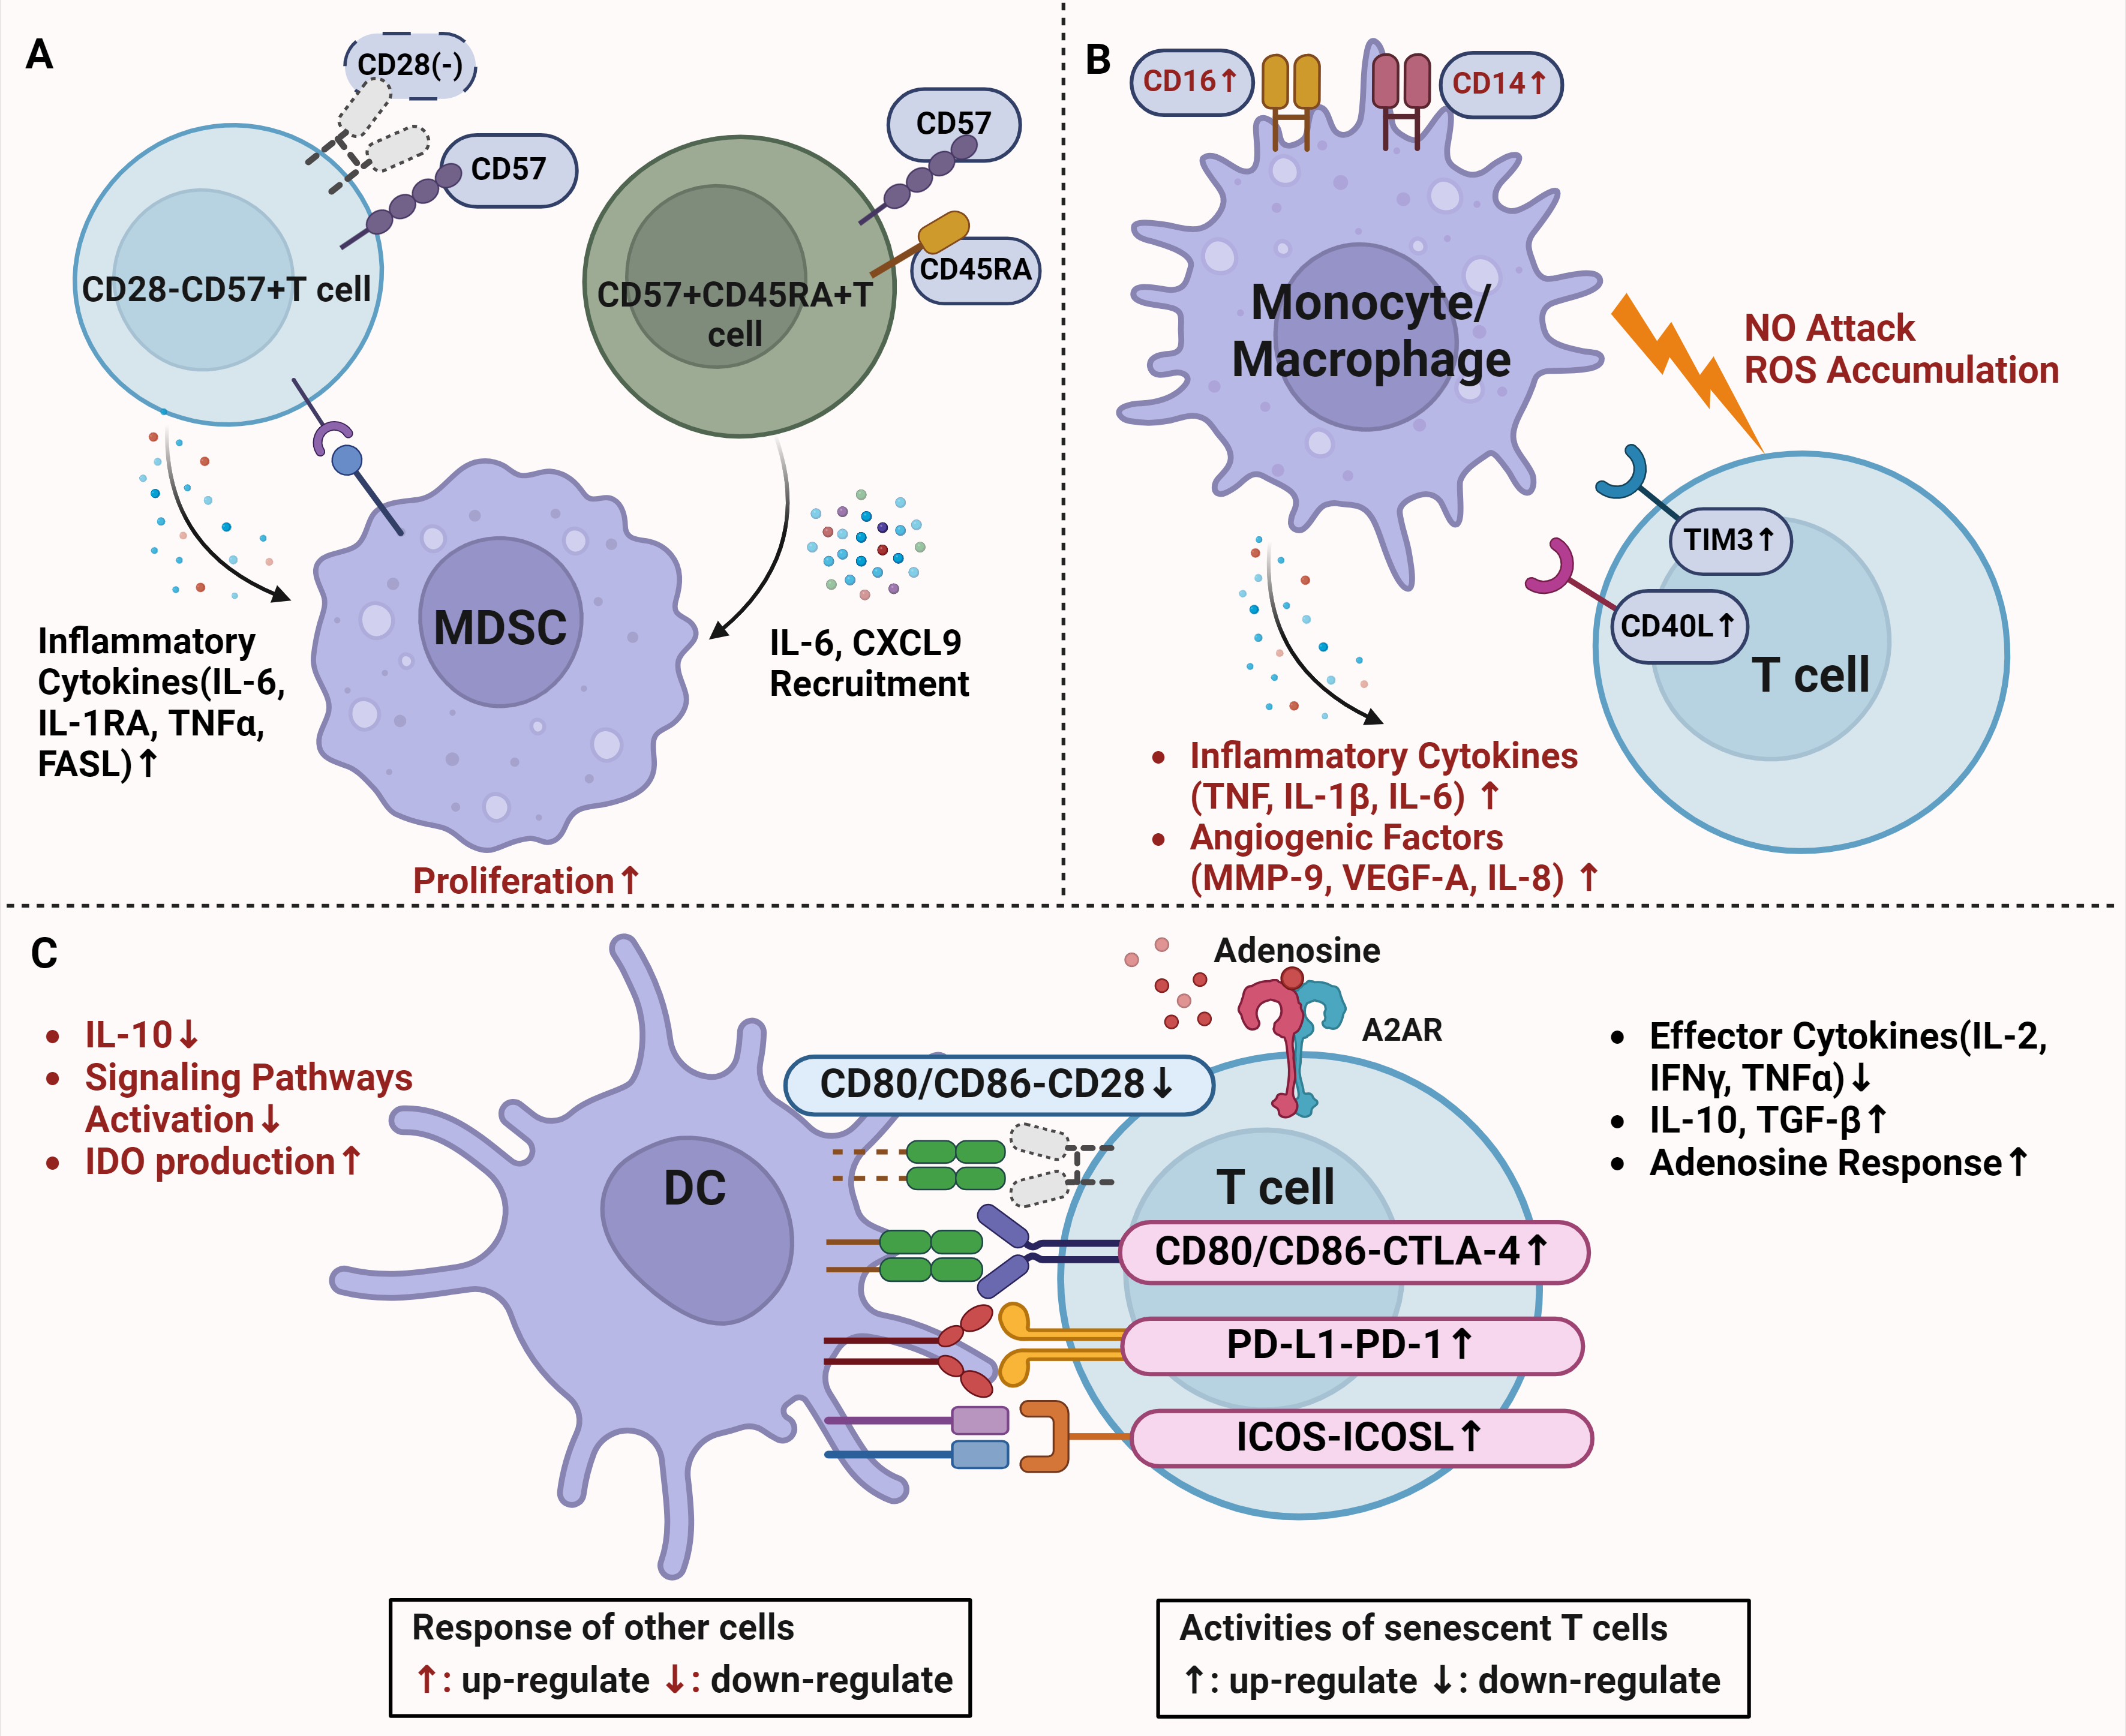 A
CD28(-)
CD57
CD28-CD57+T cell
CD57
CD45RA
CD57+CD45RA+T
cell
MDSC
Inflammatory
Cytokines(IL-6,
IL-1RA, TNFα,
FASL)↑
IL-6, CXCL9
Recruitment
Proliferation↑
B
CD16↑
CD14↑
Monocyte/
Macrophage
NO Attack
ROS Accumulation
TIM3↑
CD40L↑
T cell
• Inflammatory Cytokines
(TNF, IL-1β, IL-6) ↑
• Angiogenic Factors
(MMP-9, VEGF-A, IL-8) ↑
C
• IL-10↓
• Signaling Pathways
Activation↓
• IDO production↑
DC
Adenosine
A2AR
CD80/CD86-CD28↓
T cell
CD80/CD86-CTLA-4↑
PD-L1-PD-1↑
ICOS-ICOSL↑
• Effector Cytokines(IL-2,
IFNγ, TNFα)↓
• IL-10, TGF-β↑
• Adenosine Response↑
Response of other cells
↑: up-regulate ↓: down-regulate
Activities of senescent T cells
↑: up-regulate ↓: down-regulate